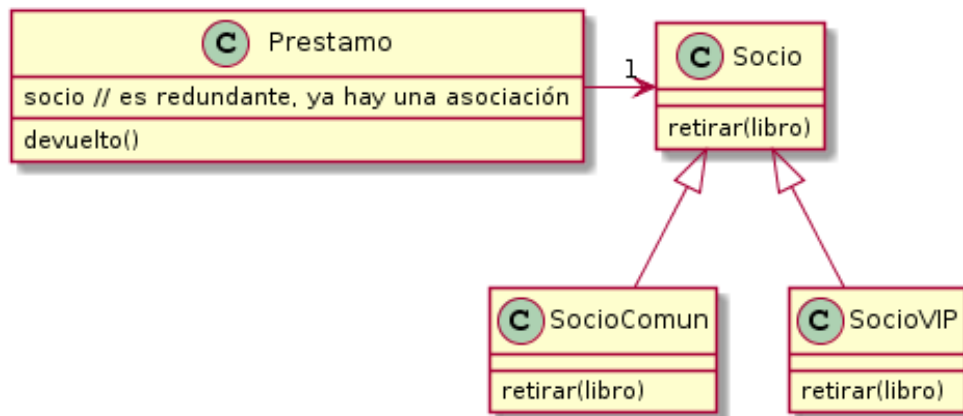 C Prestamo
socio // es redundante, ya hay una asociación
devuelto()
1
C Socio
retirar(libro)
C SocioComun
retirar(libro)
C SocioVIP
retirar(libro)